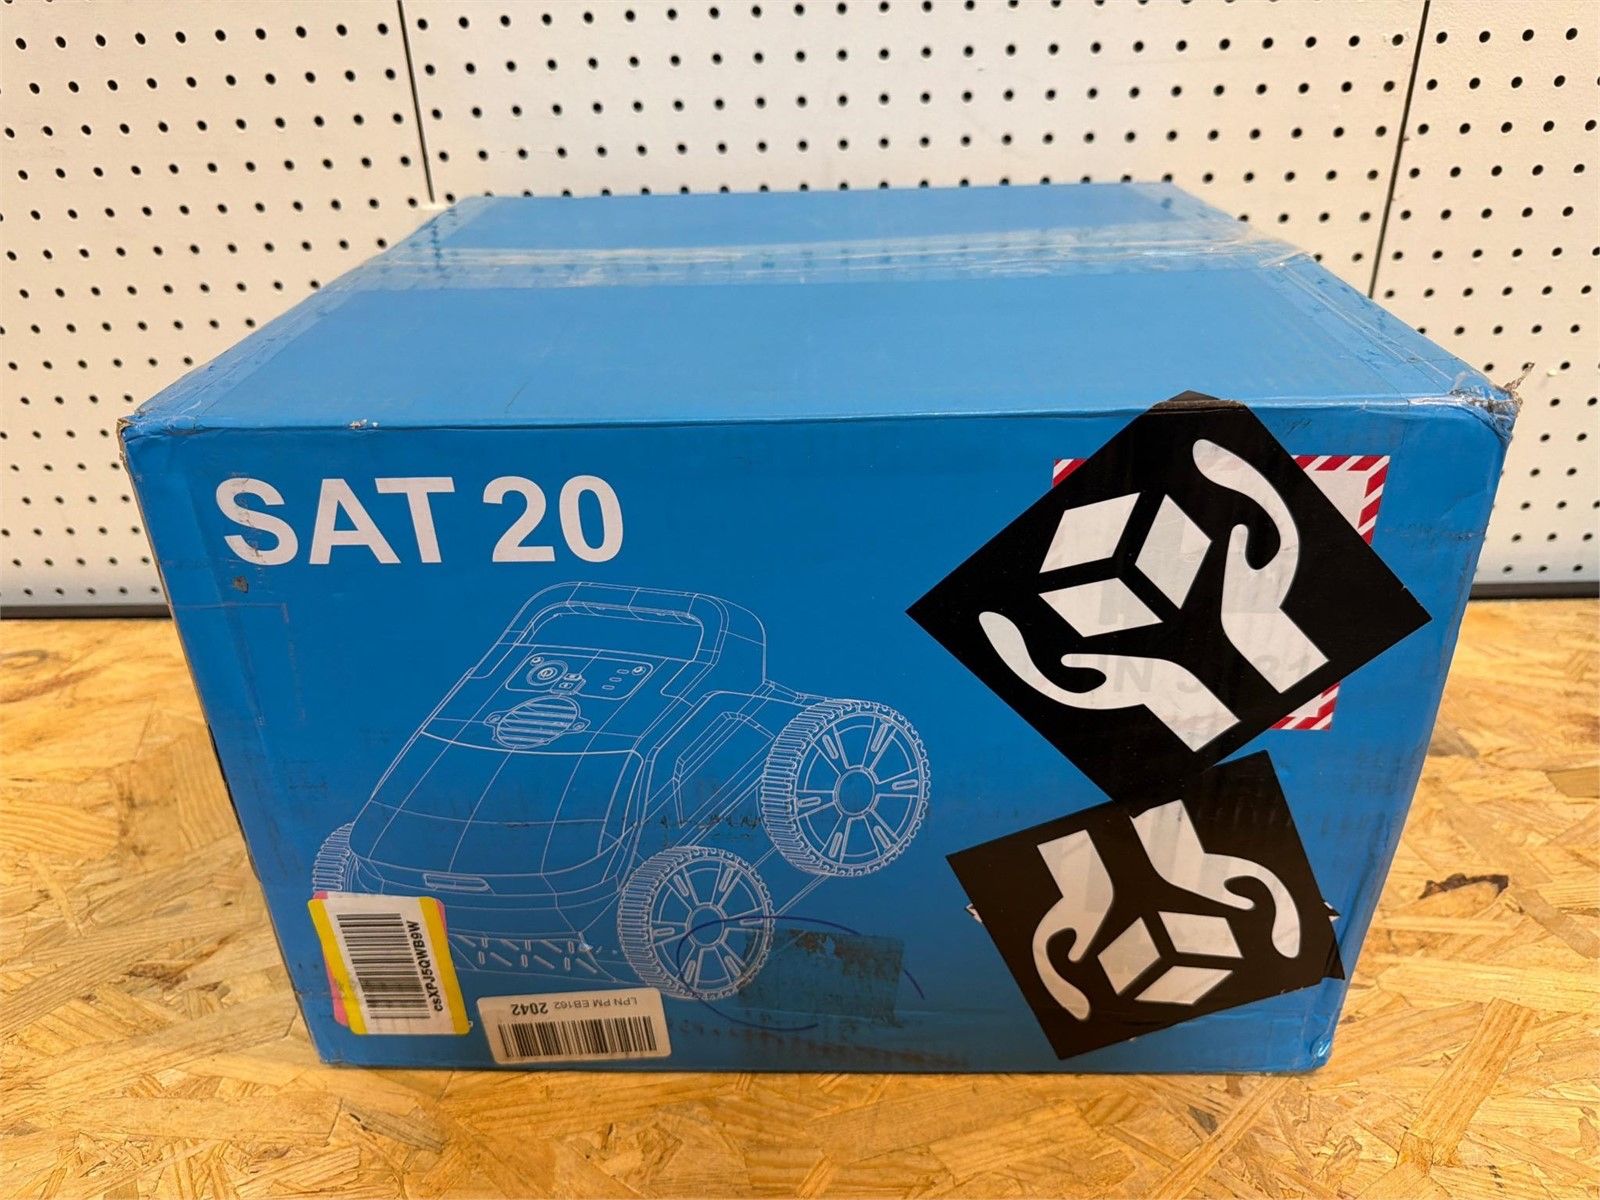 SAT 20
csXPJ5QWB9W
LPN PM EB162 2042